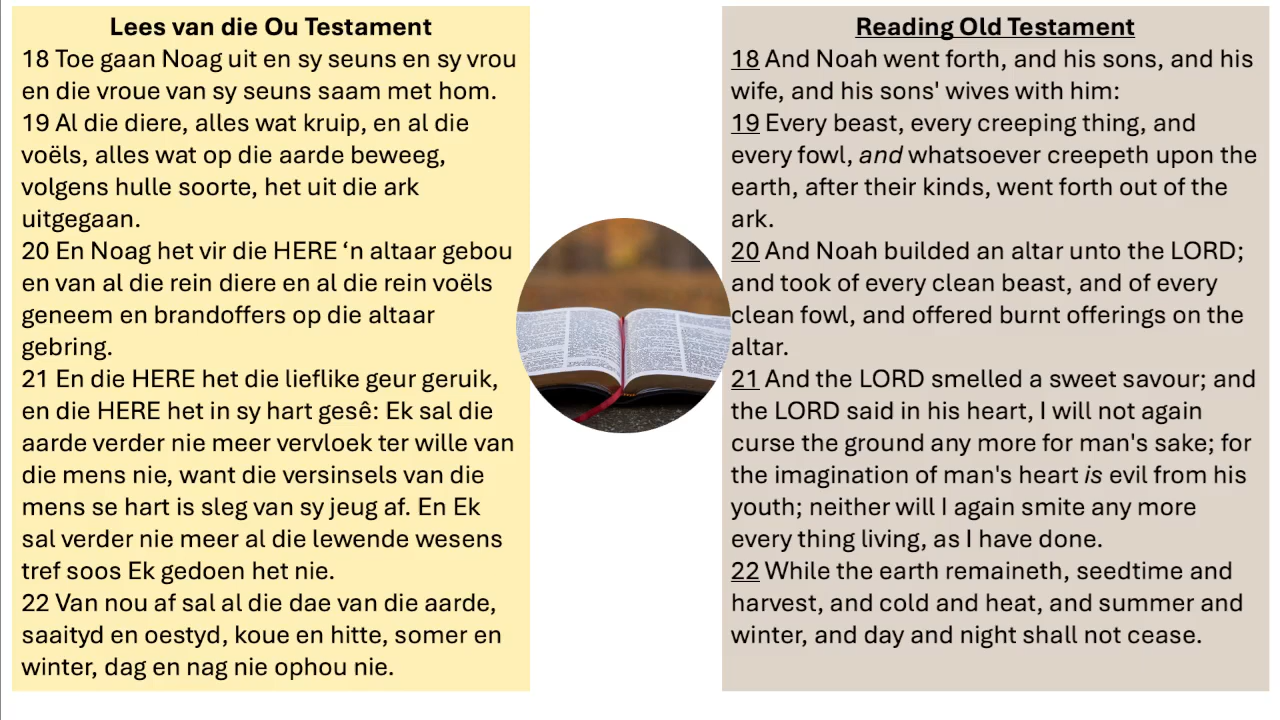 Lees van die Ou Testament
18 Toe gaan Noag uit en sy seuns en sy vrou
en die vroue van sy seuns saam met hom.
19 Al die diere, alles wat kruip, en al die
voëls, alles wat op die aarde beweeg,
volgens hulle soorte, het uit die ark
uitgegaan.
20 En Noag het vir die HERE ‘n altaar gebou
en van al die rein diere en al die rein voëls
geneem en brandoffers op die altaar
gebring.
21 En die HERE het die lieflike geur geruik,
en die HERE het in sy hart gesê: Ek sal die
aarde verder nie meer vervloek ter wille van
die mens nie, want die versinsels van die
mens se hart is sleg van sy jeug af. En Ek
sal verder nie meer al die lewende wesens
tref soos Ek gedoen het nie.
22 Van nou af sal al die dae van die aarde,
saaityd en oestyd, koue en hitte, somer en
winter, dag en nag nie ophou nie.
Reading Old Testament
18 And Noah went forth, and his sons, and his
wife, and his sons' wives with him:
19 Every beast, every creeping thing, and
every fowl, and whatsoever creepeth upon the
earth, after their kinds, went forth out of the
ark.
20 And Noah builded an altar unto the LORD;
and took of every clean beast, and of every
clean fowl, and offered burnt offerings on the
altar.
21 And the LORD smelled a sweet savour; and
the LORD said in his heart, I will not again
curse the ground any more for man's sake; for
the imagination of man's heart is evil from his
youth; neither will I again smite any more
every thing living, as I have done.
22 While the earth remaineth, seedtime and
harvest, and cold and heat, and summer and
winter, and day and night shall not cease.